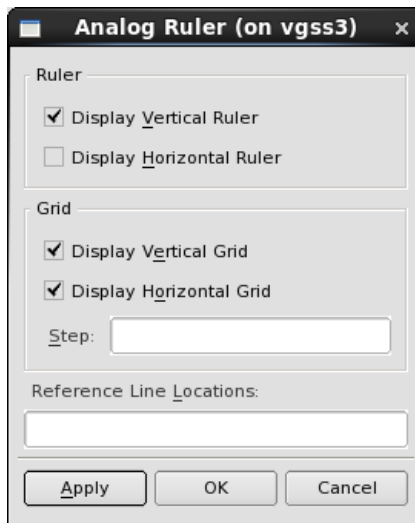 Analog Ruler (on vgss3)
Ruler
Display Vertical Ruler
Display Horizontal Ruler
Grid
Display Vertical Grid
Display Horizontal Grid
Step:
Reference Line Locations:
Apply OK Cancel